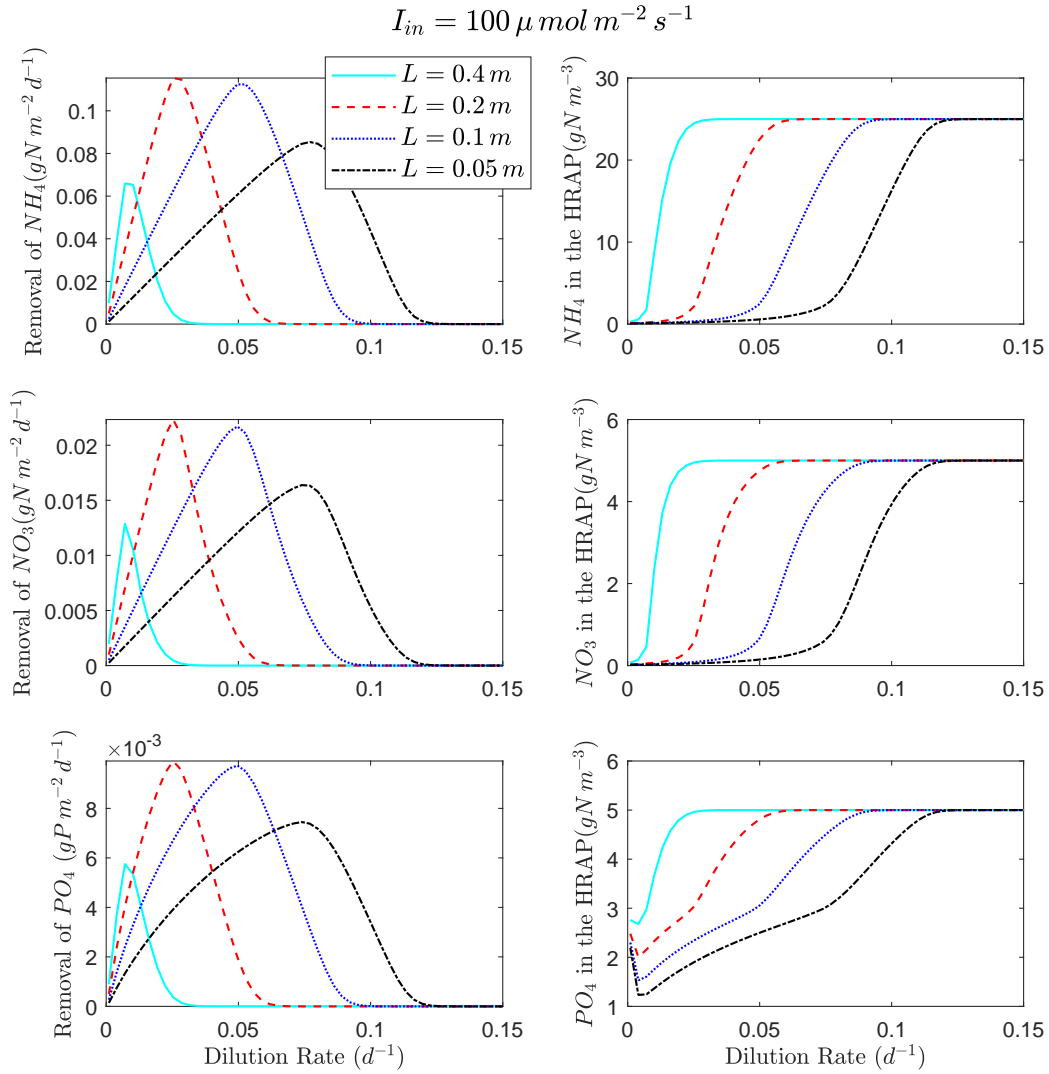 I_{in} = 100 μ mol m^{-2} s^{-1}
L = 0.4 m
L = 0.2 m
L = 0.1 m
L = 0.05 m
Removal of NH_4(gN m^{-2} d^{-1})
0.1
0.08
0.06
0.04
0.02
0
0 0.05 0.1 0.15
NH_4 in the HRAP(gN m^{-3})
30
20
10
0
0 0.05 0.1 0.15
Removal of NO_3(gN m^{-2} d^{-1})
0.02
0.015
0.01
0.005
0
0 0.05 0.1 0.15
NO_3 in the HRAP(gN m^{-3})
6
4
2
0
0 0.05 0.1 0.15
Removal of PO_4 (gP m^{-2} d^{-1})
×10^{-3}
8
6
4
2
0
0 0.05 0.1 0.15
Dilution Rate (d^{-1})
PO_4 in the HRAP(gN m^{-3})
6
5
4
3
2
1
0 0.05 0.1 0.15
Dilution Rate (d^{-1})